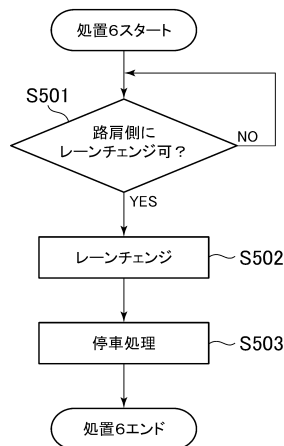 処置6スタート
S501
路肩側に
レーンチェンジ可？
NO
YES
レーンチェンジ
S502
停車処理
S503
処置6エンド